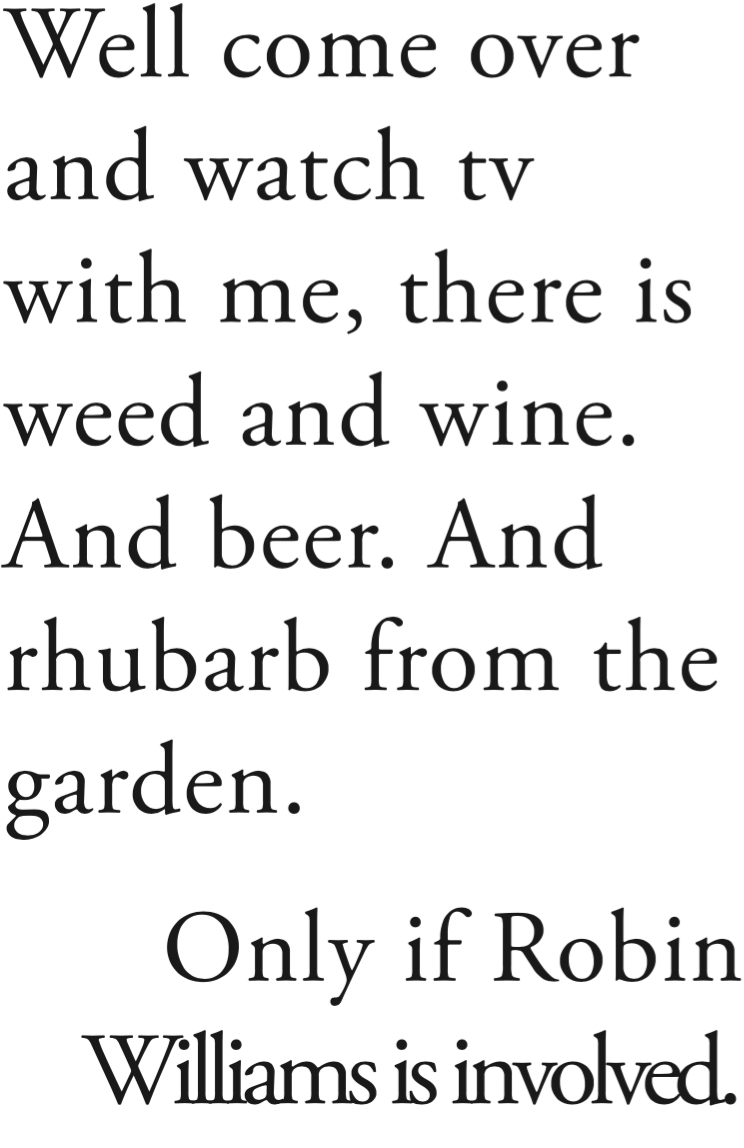 Well come over
and watch tv
with me, there is
weed and wine.
And beer. And
rhubarb from the
garden.
Only if Robin
Williams is involved.